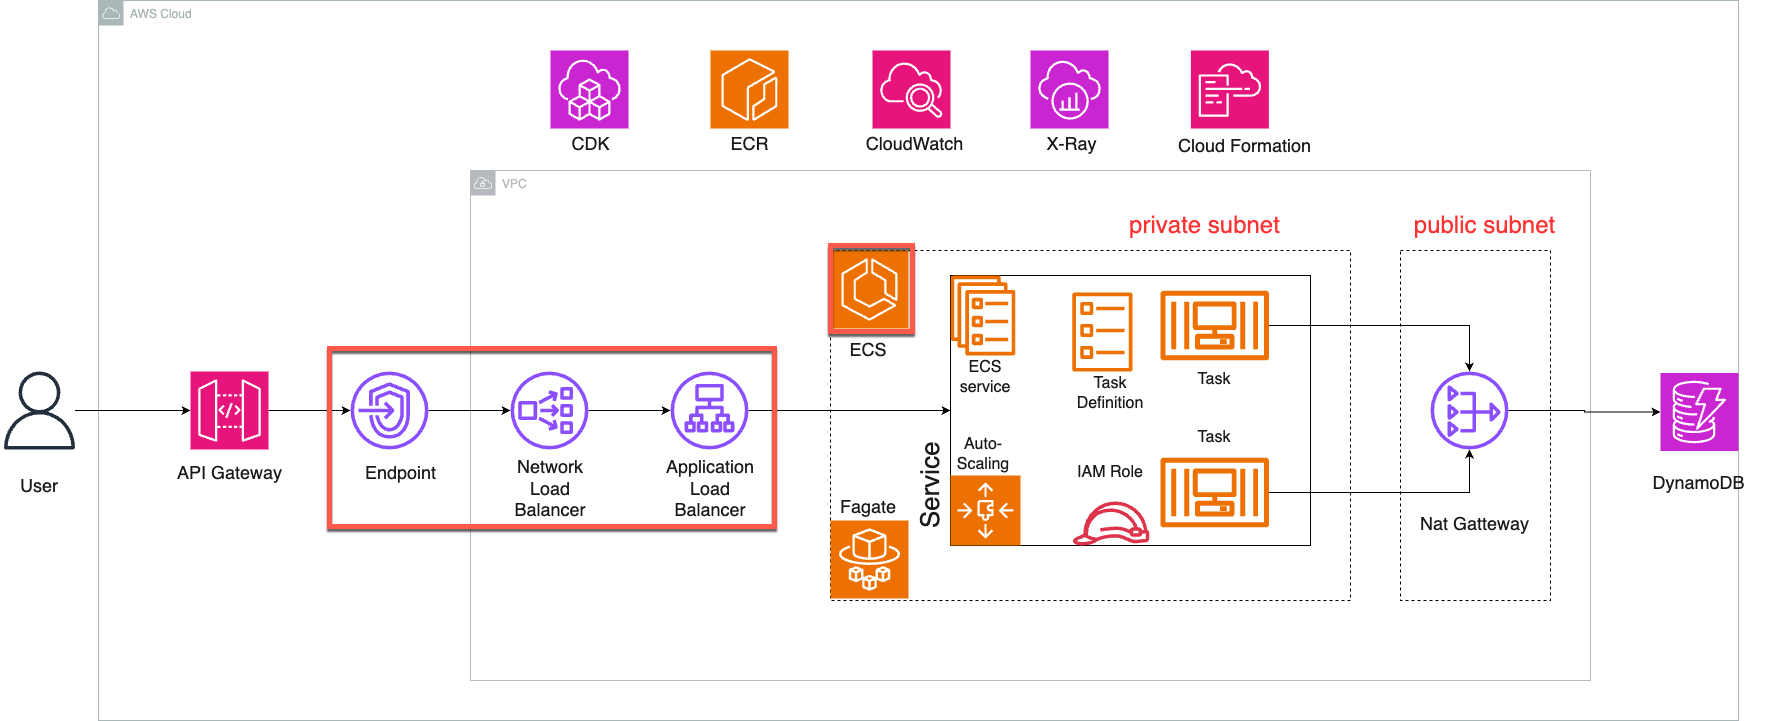 AWS Cloud
CDK
ECR
CloudWatch
X-Ray
Cloud Formation
VPC
private subnet
public subnet
ECS
ECS
service
Task
Definition
Task
User
API Gateway
</>
Endpoint
Network
Load
Balancer
Application
Load
Balancer
Fagate
Service
Auto-
Scaling
IAM Role
Task
Nat Gatteway
DynamoDB